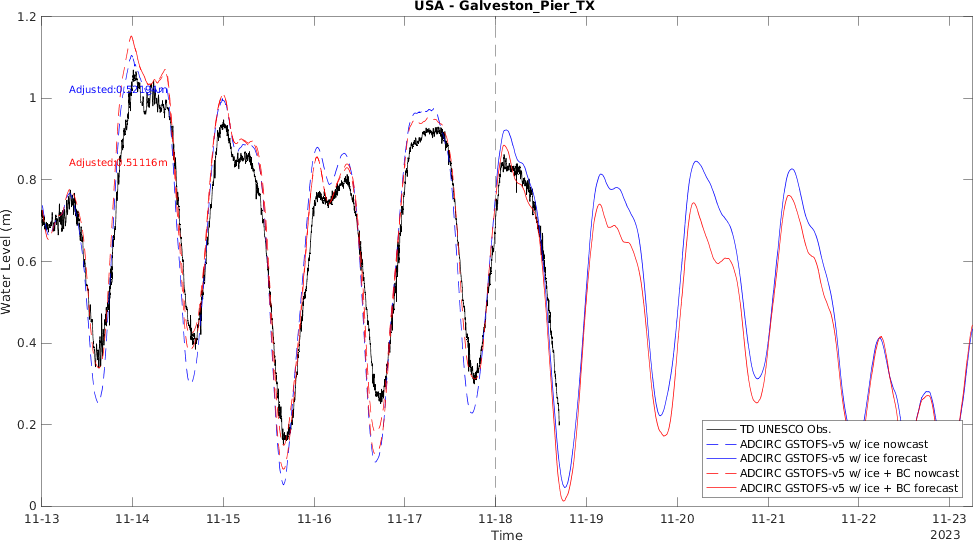 USA - Galveston_Pier_TX
1.2
1
0.8
0.6
0.4
0.2
0
Water Level (m)
Adjusted:0.51116m
TD UNESCO Obs.
ADCIRC GSTOFS-v5 w/ ice nowcast
ADCIRC GSTOFS-v5 w/ ice forecast
ADCIRC GSTOFS-v5 w/ ice + BC nowcast
ADCIRC GSTOFS-v5 w/ ice + BC forecast
11-13 11-14 11-15 11-16 11-17 11-18 11-19 11-20 11-21 11-22 11-23
Time
2023